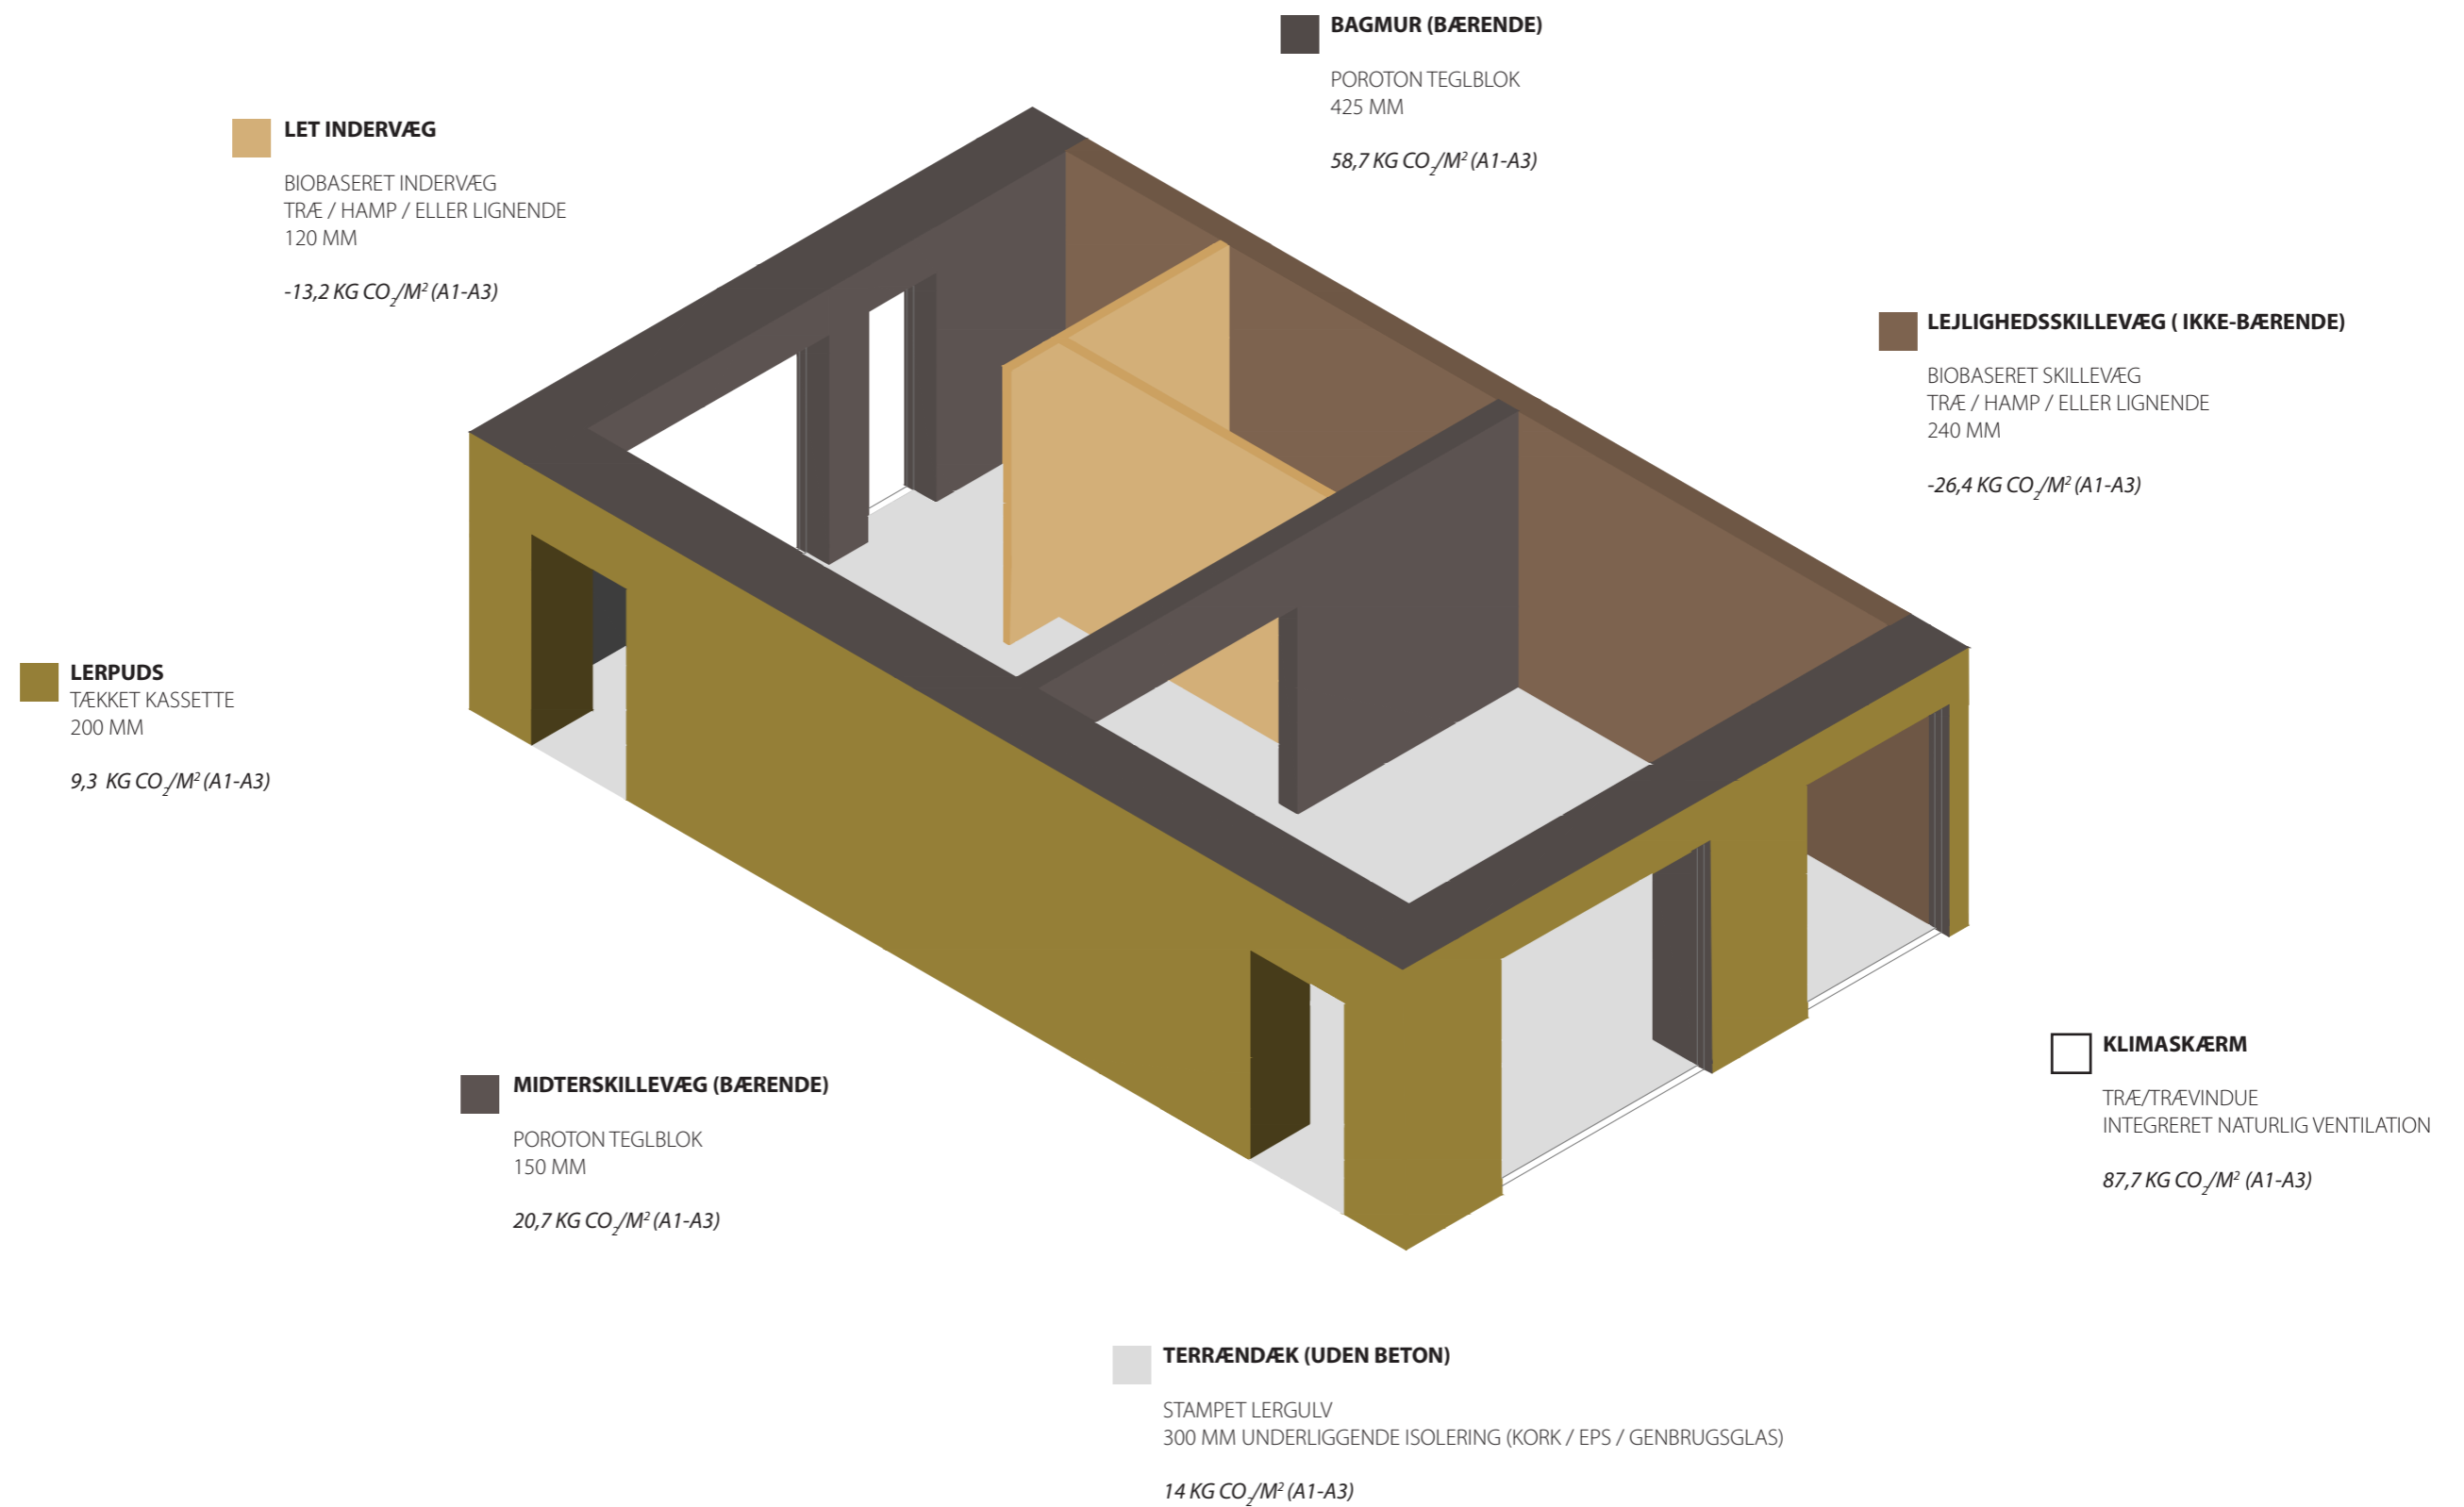 BAGMUR (BÆRENDE)
POROTON TEGLBLOK
425 MM
58,7 KG CO₂/M² (A1-A3)
LET INDERVÆG
BIOBASERET INDERVÆG
TRÆ / HAMP / ELLER LIGNENDE
120 MM
-13,2 KG CO₂/M² (A1-A3)
LEJLIGHEDSSKILLEVÆG ( IKKE-BÆRENDE)
BIOBASERET SKILLEVÆG
TRÆ / HAMP / ELLER LIGNENDE
240 MM
-26,4 KG CO₂/M² (A1-A3)
LERPUDS
TÆKKET KASSETTE
200 MM
9,3 KG CO₂/M² (A1-A3)
MIDTERSKILLEVÆG (BÆRENDE)
POROTON TEGLBLOK
150 MM
20,7 KG CO₂/M² (A1-A3)
KLIMASKÆRM
TRÆ/TRÆVINDUE
INTEGRERET NATURLIG VENTILATION
87,7 KG CO₂/M² (A1-A3)
TERRÆNDÆK (UDEN BETON)
STAMPET LERGULV
300 MM UNDERLIGGENDE ISOLERING (KORK / EPS / GENBRUGSGLAS)
14 KG CO₂/M² (A1-A3)